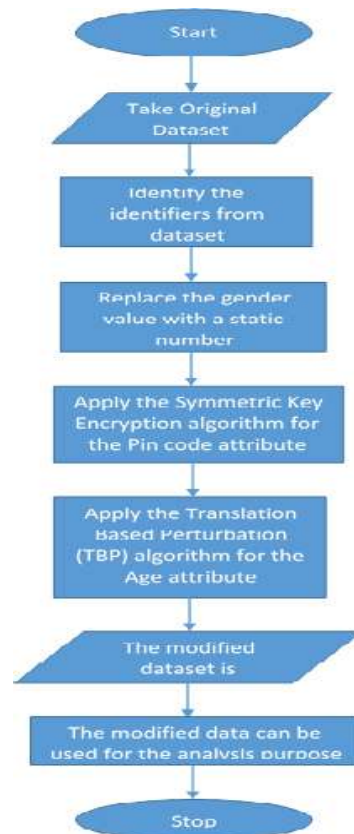 Start
Take Original
Dataset
Identify the
identifiers from
dataset
Replace the gender
value with a static
number
Apply the Symmetric Key
Encryption algorithm for
the Pin code attribute
Apply the Translation
Based Perturbation
(TBP) algorithm for the
Age attribute
The modified
dataset is
The modified data can be
used for the analysis purpose
Stop